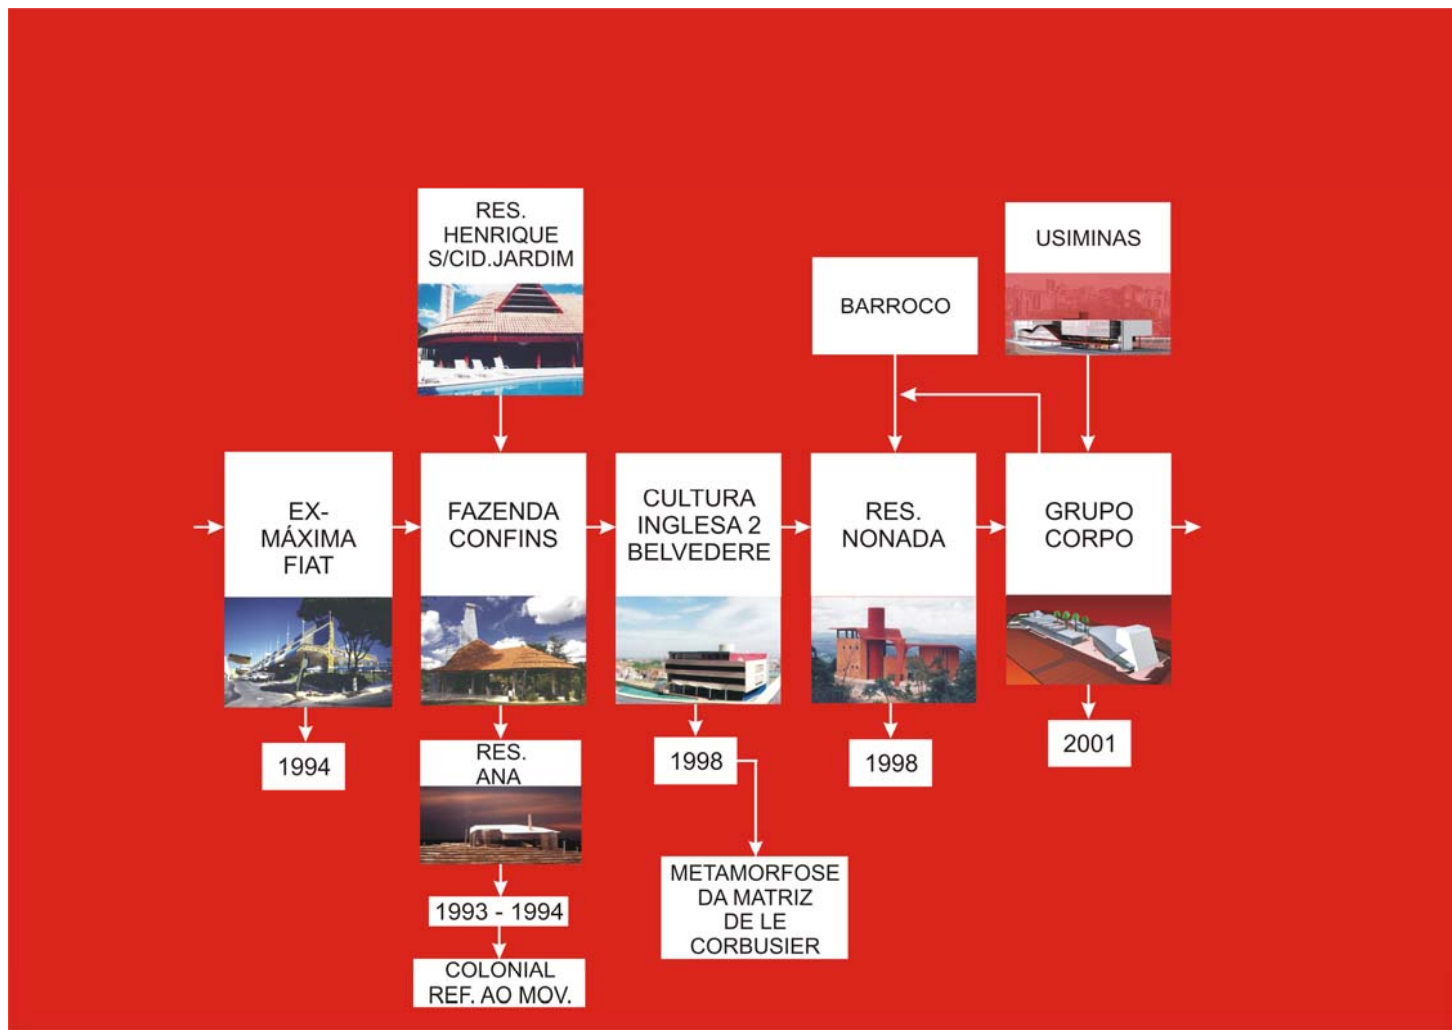 RES.
HENRIQUE
S/CID.JARDIM
USIMINAS
BARROCO
EX-
MÁXIMA
FIAT
FAZENDA
CONFINS
CULTURA
INGLESA 2
BELVEDERE
RES.
NONADA
GRUPO
CORPO
1994
RES.
ANA
1998
1998
2001
1993 - 1994
METAMORFOSE
DA MATRIZ
DE LE
CORBUSIER
COLONIAL
REF. AO MOV.